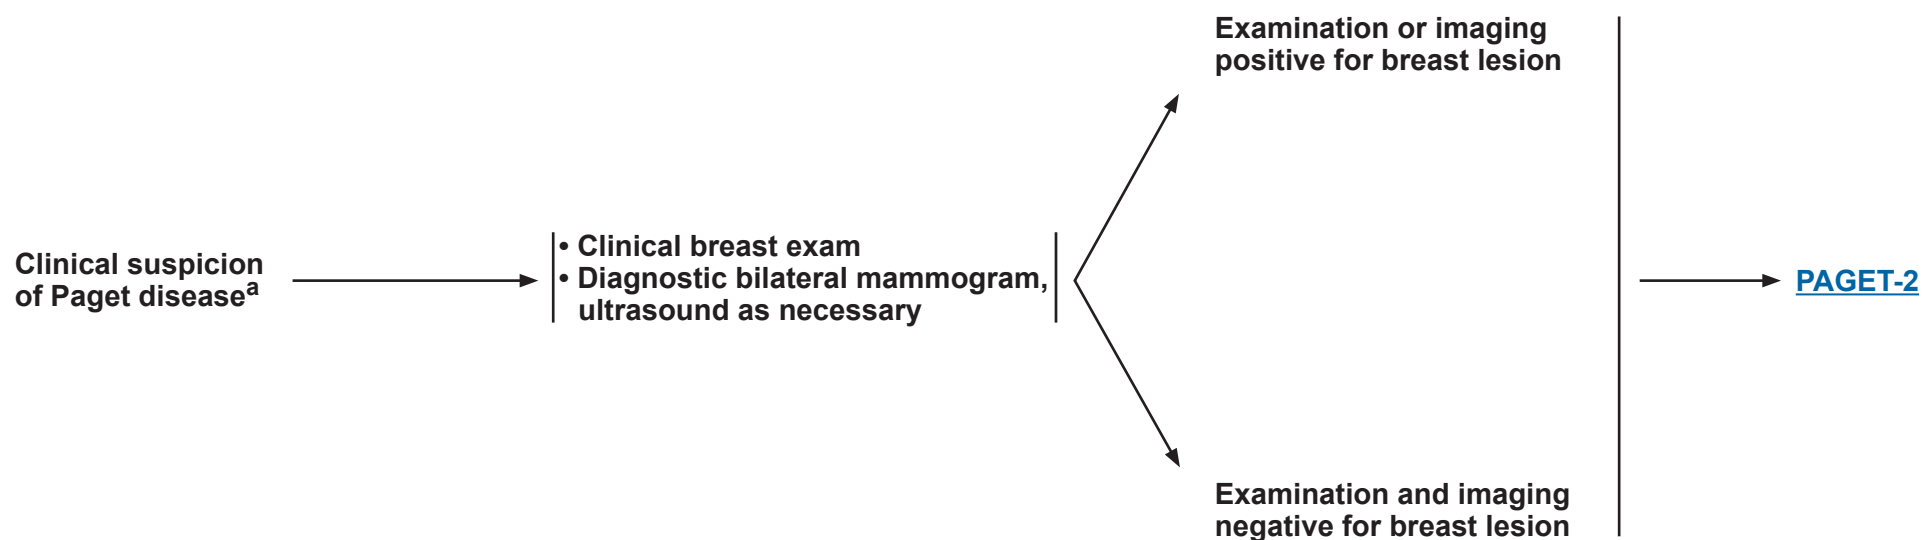 Clinical suspicion
of Paget diseaseª
• Clinical breast exam
• Diagnostic bilateral mammogram,
ultrasound as necessary
Examination or imaging
positive for breast lesion
Examination and imaging
negative for breast lesion
PAGET-2